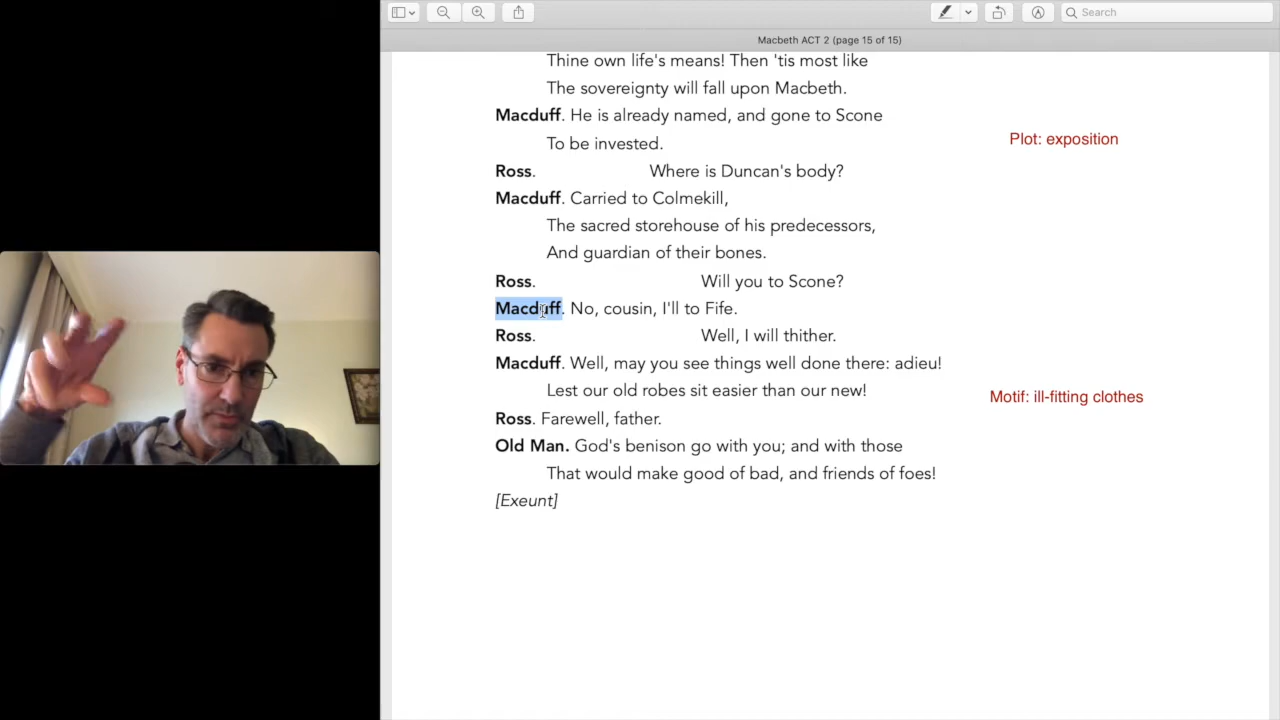 Search
Macbeth ACT 2 (page 15 of 15)
Thine own life's means! Then 'tis most like
The sovereignty will fall upon Macbeth.
Macduff. He is already named, and gone to Scone
To be invested.
Plot: exposition
Ross. Where is Duncan's body?
Macduff. Carried to Colmekill,
The sacred storehouse of his predecessors,
And guardian of their bones.
Ross. Will you to Scone?
Macduff. No, cousin, I'll to Fife.
Ross. Well, I will thither.
Macduff. Well, may you see things well done there: adieu!
Lest our old robes sit easier than our new!
Motif: ill-fitting clothes
Ross. Farewell, father.
Old Man. God's benison go with you; and with those
That would make good of bad, and friends of foes!
[Exeunt]